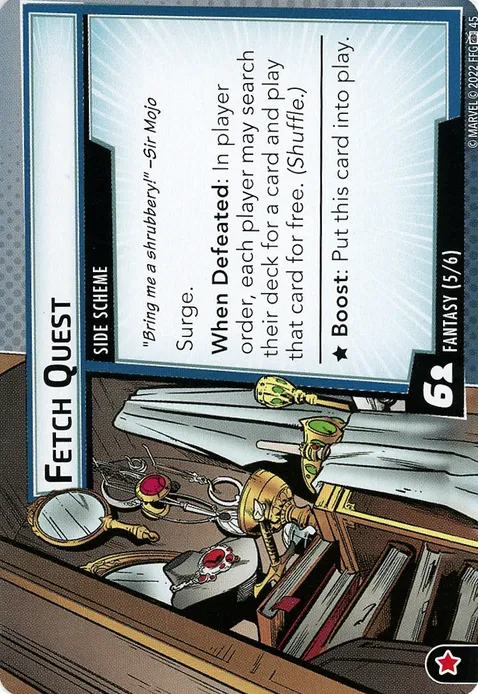 FETCH QUEST
SIDE SCHEME
"Bring me a shrubbery!" –Sir Mojo
Surge.
When Defeated: In player
order, each player may search
their deck for a card and play
that card for free. (Shuffle.)
★ Boost: Put this card into play.
6
FANTASY (5/6)
© MARVEL © 2022 FFG 45